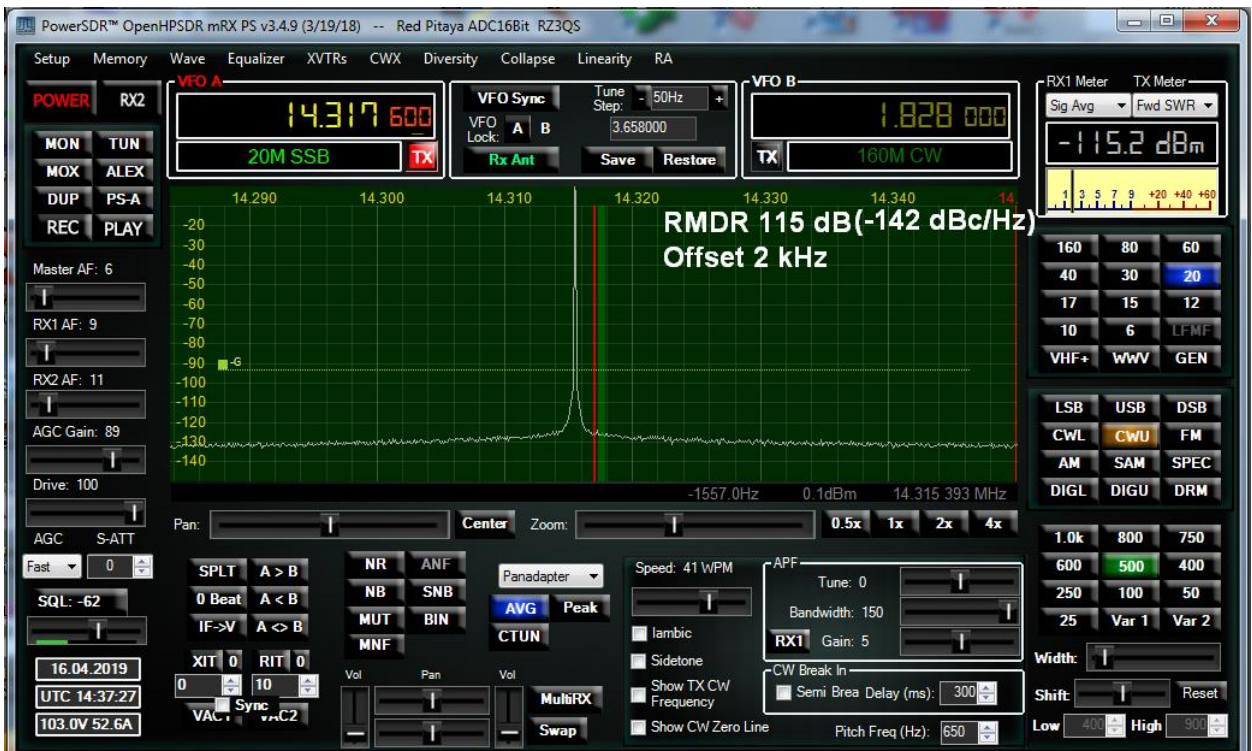 PowerSDR™ OpenHPSDR mRX PS v3.4.9 (3/19/18) -- Red Pitaya ADC16Bit RZ3QS
Setup Memory Wave Equalizer XVTRs CWX Diversity Collapse Linearity RA
POWER RX2
MON TUN
MOX ALEX
DUP PS-A
REC PLAY
Master AF: 6
RX1 AF: 9
RX2 AF: 11
AGC Gain: 89
Drive: 100
AGC S-ATT
Fast 0
SQL: -62
16.04.2019
UTC 14:37:27
103.0V 52.6A
VFO A
14.317 600
20M SSB TX
VFO Sync Tune Step: - 50Hz +
VFO Lock: A B 3.658000
Rx Ant Save Restore
VFO B
1.828 000
TX 160M CW
RX1 Meter TX Meter
Sig Avg Fwd SWR
-115.2 dBm
1 3 5 7 9 +20 +40 +60
14.290 14.300 14.310 14.320 14.330 14.340 14.
RMDR 115 dB(-142 dBc/Hz)
Offset 2 kHz
-20
-30
-40
-50
-60
-70
-80
-90 -G
-100
-110
-120
-130
-140
-1557.0Hz 0.1dBm 14.315 393 MHz
Pan: Center Zoom: 0.5x 1x 2x 4x
160 80 60
40 30 20
17 15 12
10 6 LFMF
VHF+ WWV GEN
LSB USB DSB
CWL CWU FM
AM SAM SPEC
DIGL DIGU DRM
1.0k 800 750
600 500 400
250 100 50
25 Var 1 Var 2
Width:
Shift: Reset
Low 400 High 900
SPLT A > B
0 Beat A < B
IF->V A <> B
XIT 0 RIT 0
0 10
Sync
VAC1 VAC2
NR ANF
NB SNB
MUT BIN
MNF
Panadapter
AVG Peak
CTUN
Vol Pan Vol
MultiRX
Swap
Speed: 41 WPM
Iambic
Sidetone
Show TX CW Frequency
Show CW Zero Line
APF
Tune: 0
Bandwidth: 150
RX1 Gain: 5
CW Break In
Semi Brea Delay (ms): 300
Pitch Freq (Hz): 650